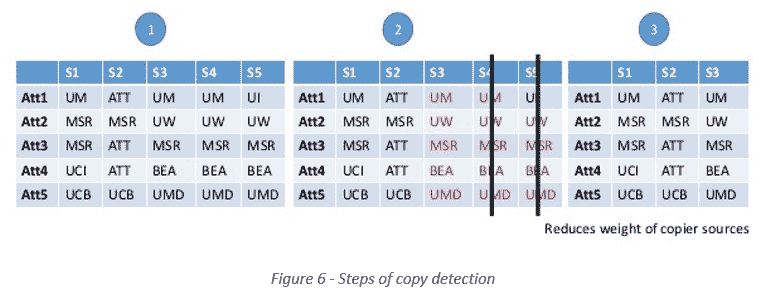 1 2 3
S1 S2 S3 S4 S5 S1 S2 S3 S4 S5 S1 S2 S3
Att1 UM ATT UM UM UI Att1 UM ATT UM UM UI Att1 UM ATT UM
Att2 MSR MSR UW UW UW Att2 MSR MSR UW UW UW Att2 MSR MSR UW
Att3 MSR ATT MSR MSR MSR Att3 MSR ATT MSR MSR MSR Att3 MSR ATT MSR
Att4 UCI ATT BEA BEA BEA Att4 UCI ATT BEA BEA BEA Att4 UCI ATT BEA
Att5 UCB UCB UMD UMD UMD Att5 UCB UCB UMD UMD UMD Att5 UCB UCB UMD
Reduces weight of copier sources
Figure 6 - Steps of copy detection